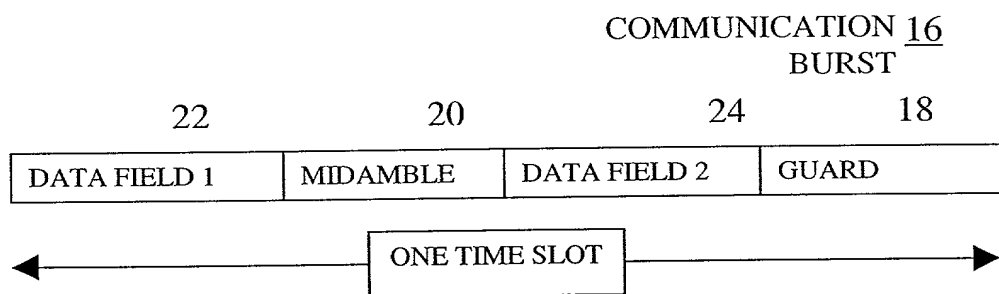 COMMUNICATION 16
BURST
22 20 24 18
DATA FIELD 1 MIDAMBLE DATA FIELD 2 GUARD
ONE TIME SLOT